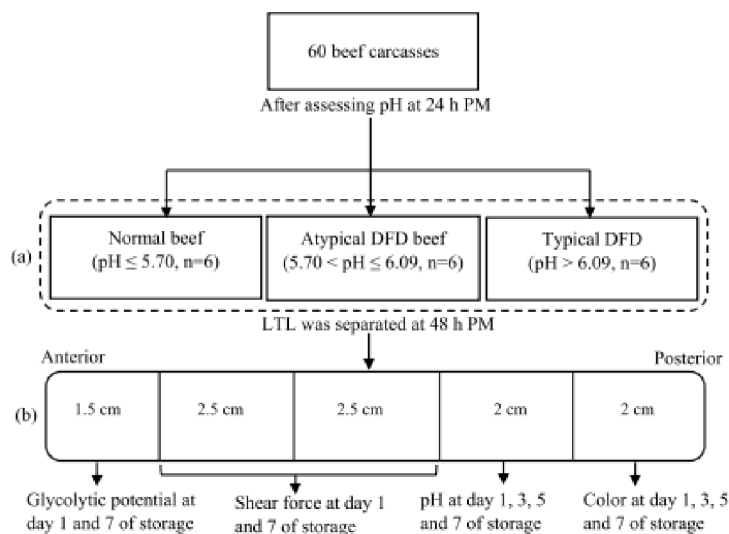 60 beef carcasses
After assessing pH at 24 h PM
(a)
Normal beef
(pH ≤ 5.70, n=6)
Atypical DFD beef
(5.70 < pH ≤ 6.09, n=6)
Typical DFD
(pH > 6.09, n=6)
LTL was separated at 48 h PM
Anterior
Posterior
(b)
1.5 cm
2.5 cm
2.5 cm
2 cm
2 cm
Glycolytic potential at
day 1 and 7 of storage
Shear force at day 1
and 7 of storage
pH at day 1, 3, 5
and 7 of storage
Color at day 1, 3, 5
and 7 of storage